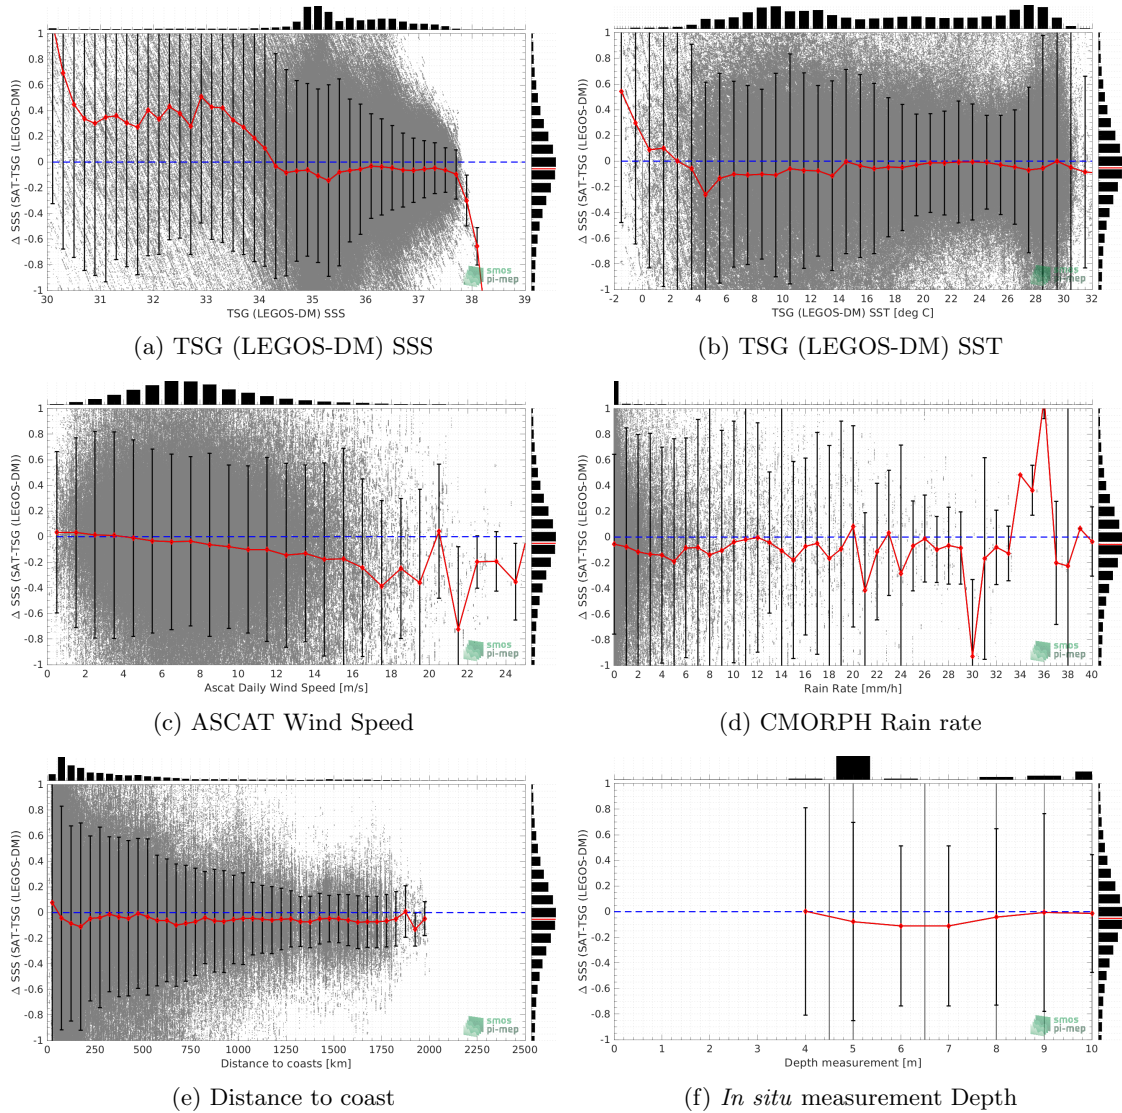 1
0.8
0.6
0.4
0.2
0
-0.2
-0.4
-0.6
-0.8
-1
Δ SSS (SAT-TSG (LEGOS-DM))
30 31 32 33 34 35 36 37 38 39
TSG (LEGOS-DM) SSS
smos
pi-mep
(a) TSG (LEGOS-DM) SSS
1
0.8
0.6
0.4
0.2
0
-0.2
-0.4
-0.6
-0.8
-1
Δ SSS (SAT-TSG (LEGOS-DM))
-2 0 2 4 6 8 10 12 14 16 18 20 22 24 26 28 30 32
TSG (LEGOS-DM) SST [deg C]
smos
pi-mep
(b) TSG (LEGOS-DM) SST
1
0.8
0.6
0.4
0.2
0
-0.2
-0.4
-0.6
-0.8
-1
Δ SSS (SAT-TSG (LEGOS-DM))
0 2 4 6 8 10 12 14 16 18 20 22 24
Ascat Daily Wind Speed [m/s]
smos
pi-mep
(c) ASCAT Wind Speed
1
0.8
0.6
0.4
0.2
0
-0.2
-0.4
-0.6
-0.8
-1
Δ SSS (SAT-TSG (LEGOS-DM))
0 2 4 6 8 10 12 14 16 18 20 22 24 26 28 30 32 34 36 38 40
Rain Rate [mm/h]
smos
pi-mep
(d) CMORPH Rain rate
1
0.8
0.6
0.4
0.2
0
-0.2
-0.4
-0.6
-0.8
-1
Δ SSS (SAT-TSG (LEGOS-DM))
0 250 500 750 1000 1250 1500 1750 2000 2250 2500
Distance to coasts [km]
smos
pi-mep
(e) Distance to coast
1
0.8
0.6
0.4
0.2
0
-0.2
-0.4
-0.6
-0.8
-1
Δ SSS (SAT-TSG (LEGOS-DM))
0 1 2 3 4 5 6 7 8 9 10
Depth measurement [m]
smos
pi-mep
(f) In situ measurement Depth